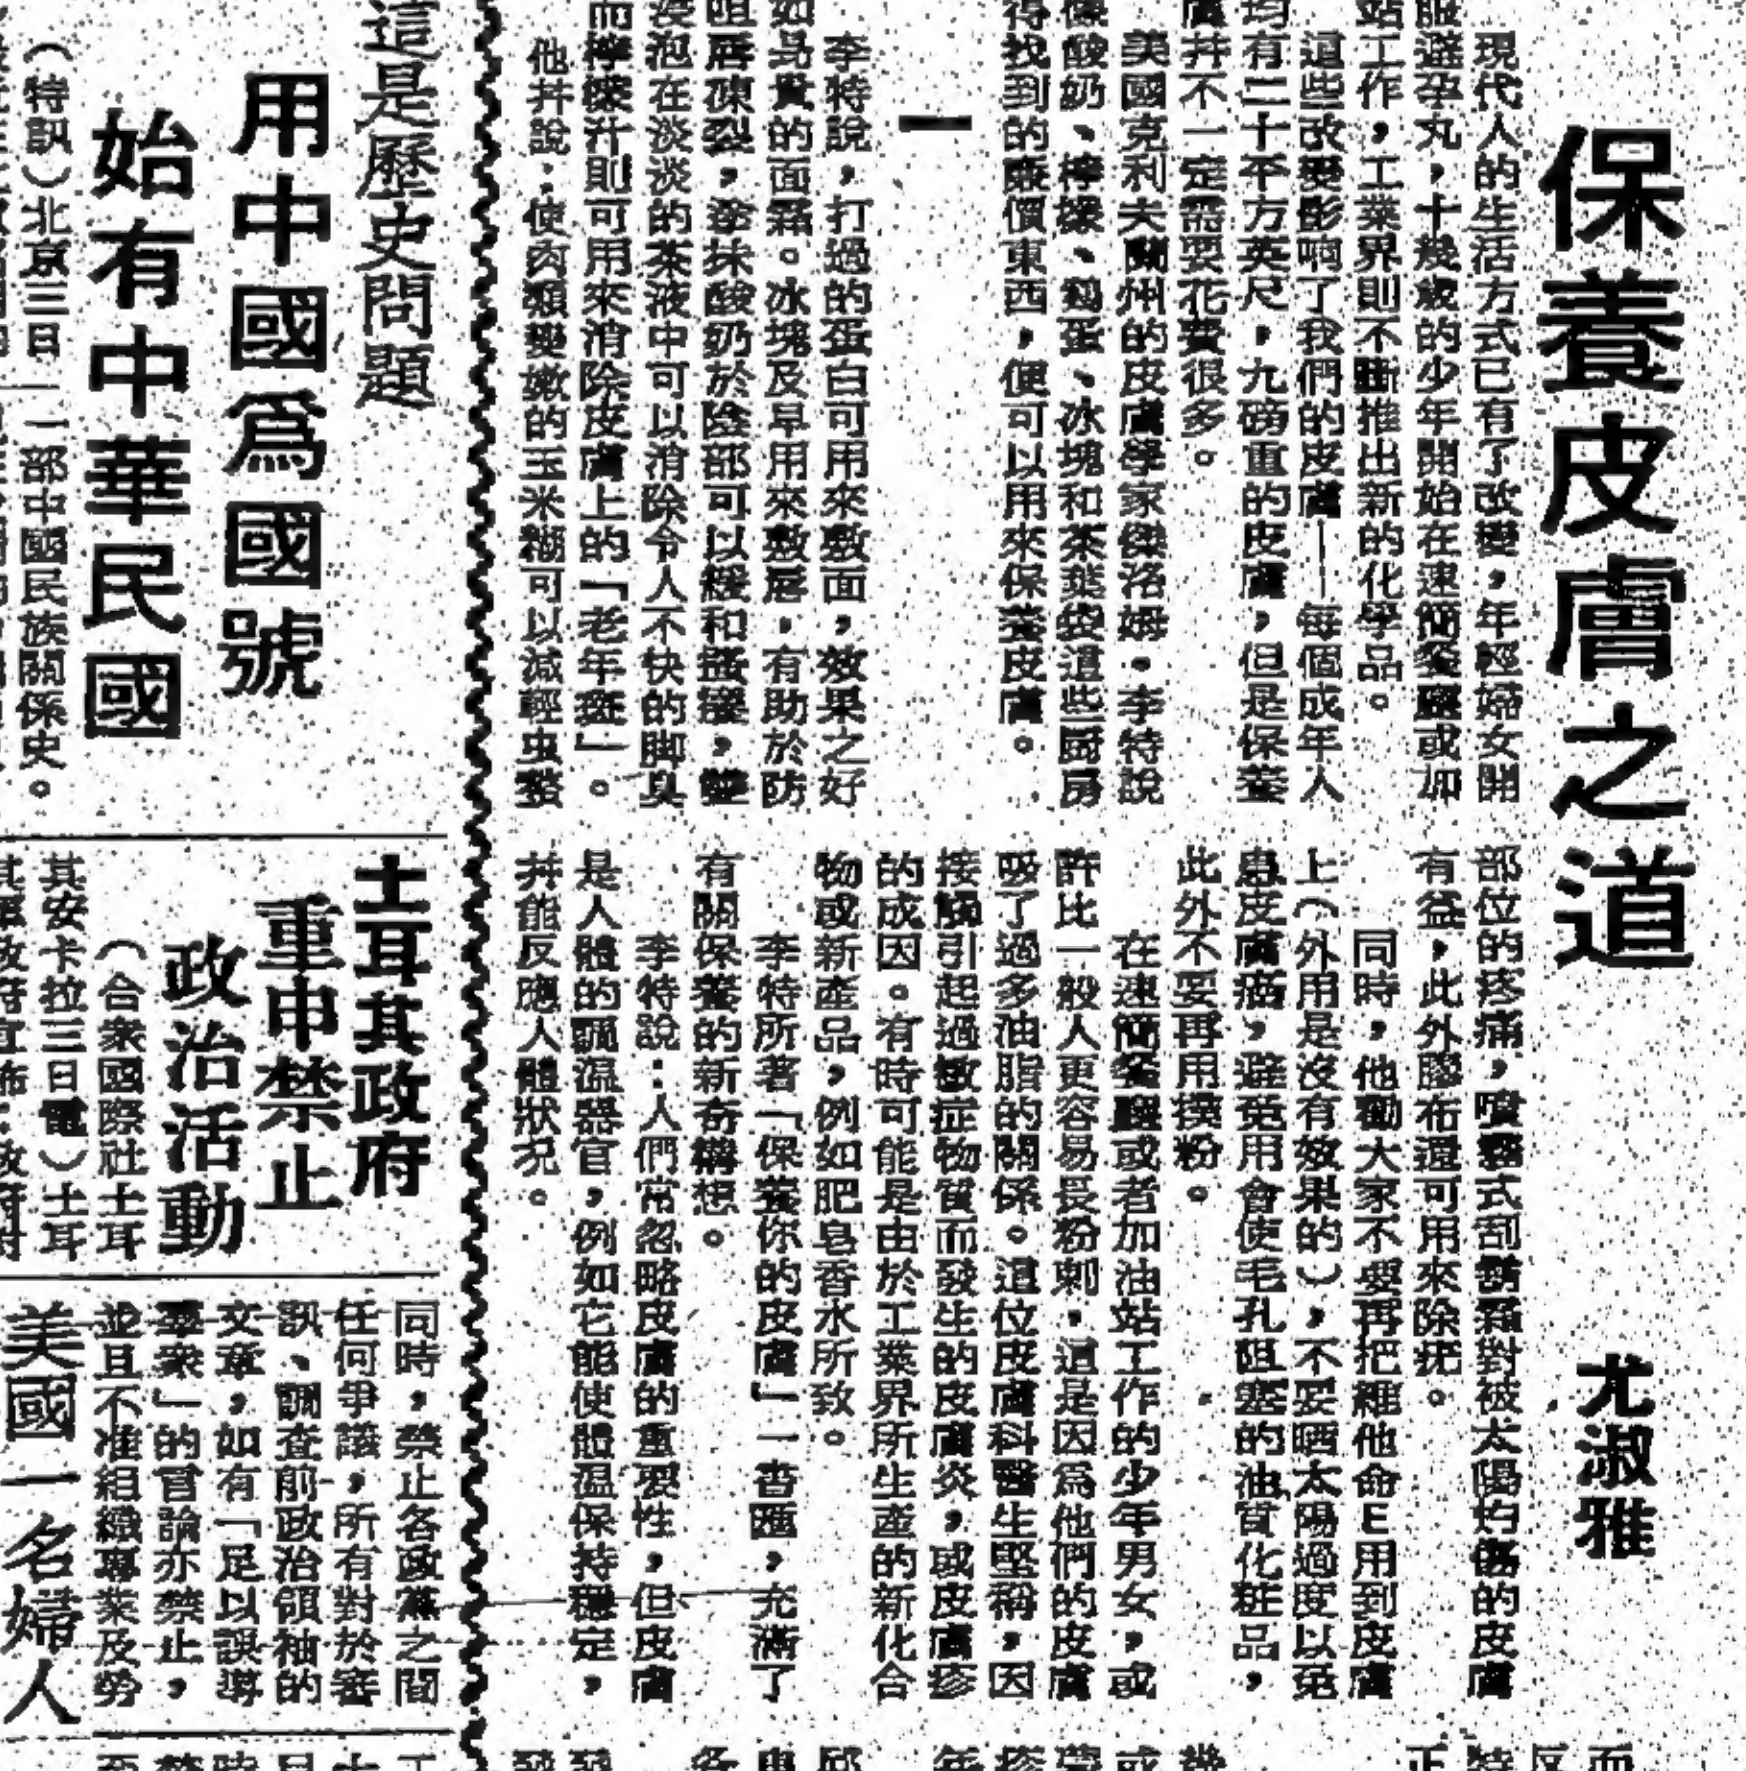 保養皮膚之道
尤淑雅
現代人的生活方式已有了改變，年輕婦女開
服避孕丸，十幾歲的少年開始在速簡餐廳或加
站工作，工業界則不斷推出新的化學品。
這些改變影响了我們的皮膚——每個成年人
均有二十平方英尺，九磅重的皮膚，但是保養
膚并不一定需要花費很多。
美國克利夫蘭州的皮膚學家傑洛姆・李特說
酸奶、檸檬、鷄蛋、冰塊和茶葉袋這些厨房
得找到的廉價東西，便可以用來保養皮膚。
一
李特說，打過的蛋白可用來敷面，效果之好
如昂貴的面霜。冰塊及早用來敷唇，有助於防
阻唇凍裂，塗抹酸奶於陰部可以緩和搔癢，雙
浸泡在淡淡的茶液中可以消除令人不快的脚臭
而檸檬汁則可用來消除皮膚上的「老年斑」。
他并說，使肉類變嫩的玉米糊可以減輕虫螫
部位的疼痛，噴霧式刮鬍霜對被太陽灼傷的皮膚
有益，此外膠布還可用來除疣。
同時，他勸大家不要再把維他命E用到皮膚
上（外用是沒有效果的），不要晒太陽過度以免
患皮膚癌，避免用會使毛孔阻塞的油質化粧品，
此外不要再用撲粉。
在速簡餐廳或者加油站工作的少年男女，或
許比一般人更容易長粉刺，這是因爲他們的皮膚
吸了過多油脂的關係。這位皮膚科醫生堅稱，因
接觸引起過敏症物質而發生的皮膚炎，或皮膚疹
的成因。有時可能是由於工業界所生產的新化合
物或新產品，例如肥皂香水所致。
李特所著「保養你的皮膚」一書匯，充滿了
有關保養的新奇構想。
李特說：人們常忽略皮膚的重要性，但皮膚
是人體的調溫器官，例如它能使體溫保持穩定，
并能反應人體狀況。
這是歷史問題
用中國爲國號
始有中華民國
（特訊）北京三日——一部中國民族關係史。
土耳其政府
重申禁止
政治活動
（合衆國際社土耳
其安卡拉三日電）土耳
其軍政府宣佈：政府對
同時，禁止各政黨之間
任何爭議，所有對於審
訊、調查前政治領袖的
文章，如有「足以誤導
羣衆」的言論亦禁止，
並且不准組織專業及勞
美國一名婦人